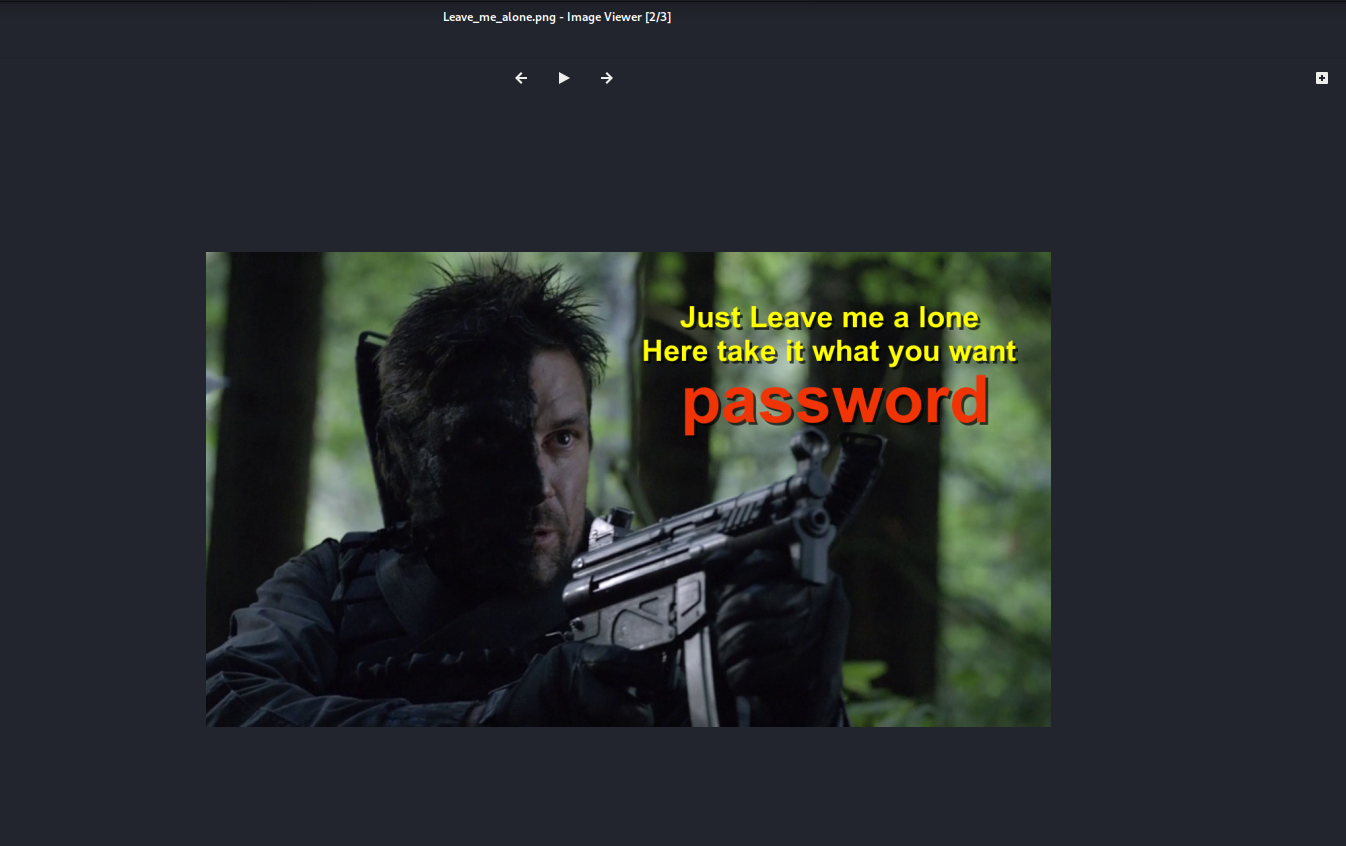 Leave_me_alone.png - Image Viewer [2/3]
Just Leave me a lone
Here take it what you want
password